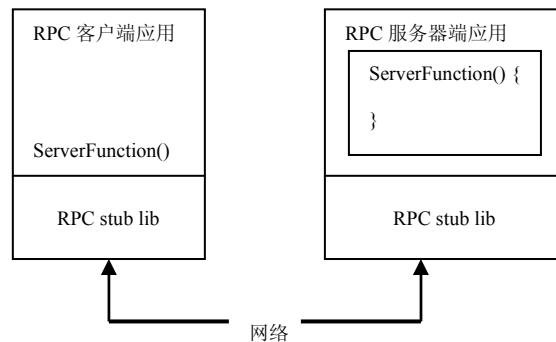 RPC 客户端应用
ServerFunction()
RPC stub lib
RPC 服务器端应用
ServerFunction() {
}
RPC stub lib
网络